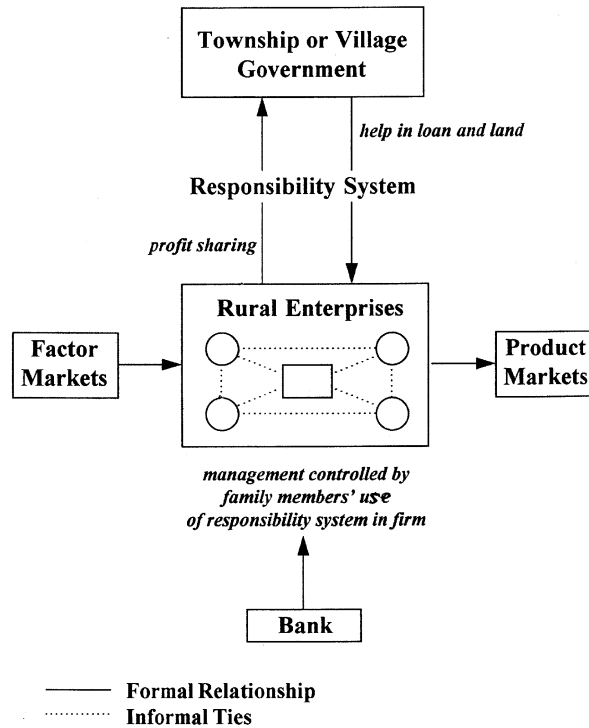 Township or Village
Government
help in loan and land
Responsibility System
profit sharing
Rural Enterprises
Factor
Markets
Product
Markets
management controlled by
family members' use
of responsibility system in firm
Bank
Formal Relationship
Informal Ties